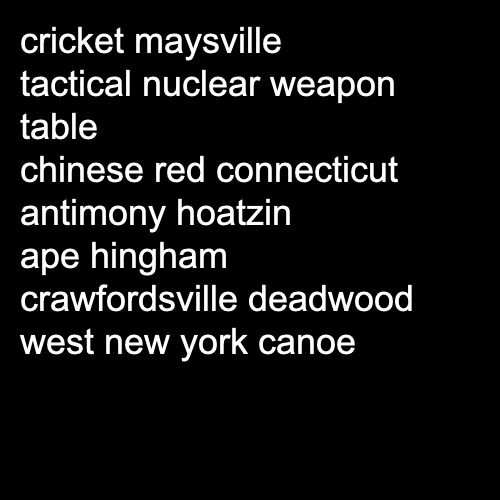 cricket maysville
tactical nuclear weapon
table
chinese red connecticut
antimony hoatzin
ape hingham
crawfordsville deadwood
west new york canoe